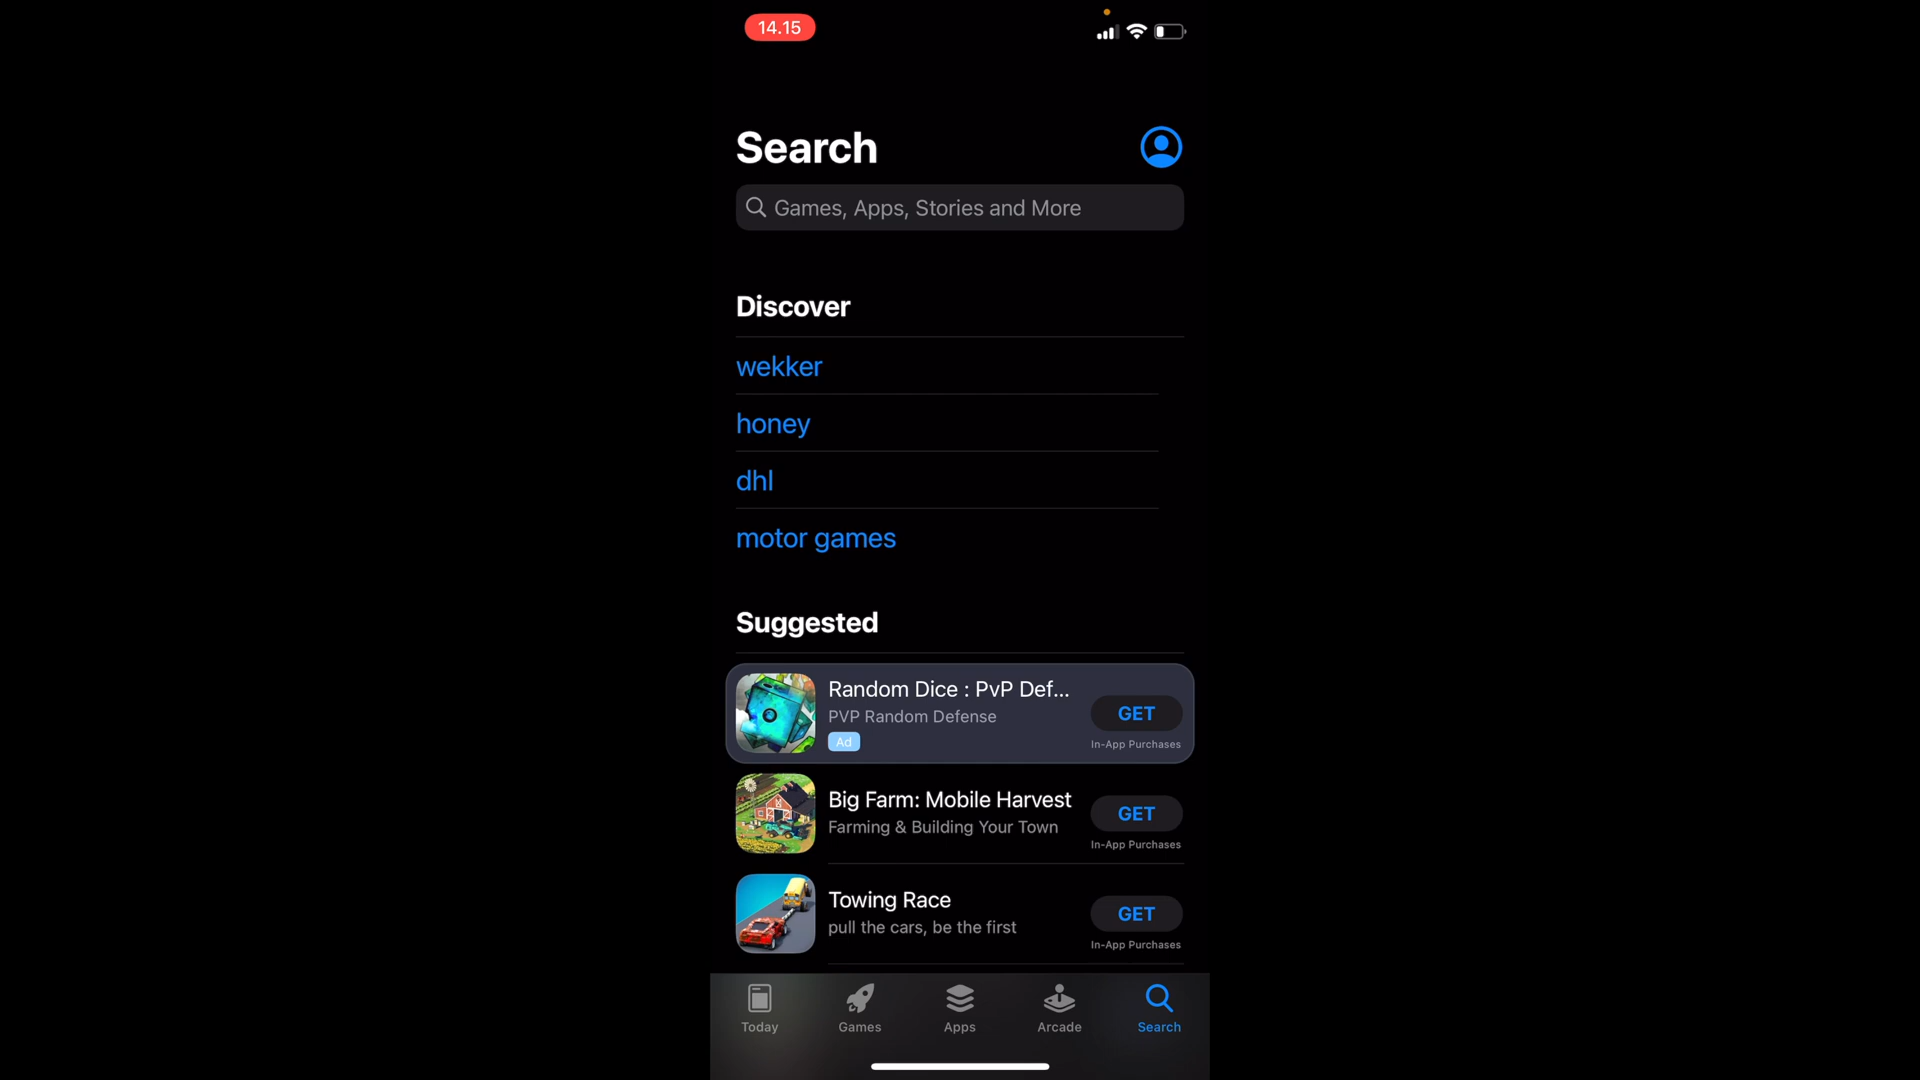 14.15
Search
Games, Apps, Stories and More
Discover
wekker
honey
dhl
motor games
Suggested
Random Dice : PvP Def...
PVP Random Defense
Ad
GET
In-App Purchases
Big Farm: Mobile Harvest
Farming & Building Your Town
GET
In-App Purchases
Towing Race
pull the cars, be the first
GET
In-App Purchases
Today
Games
Apps
Arcade
Search